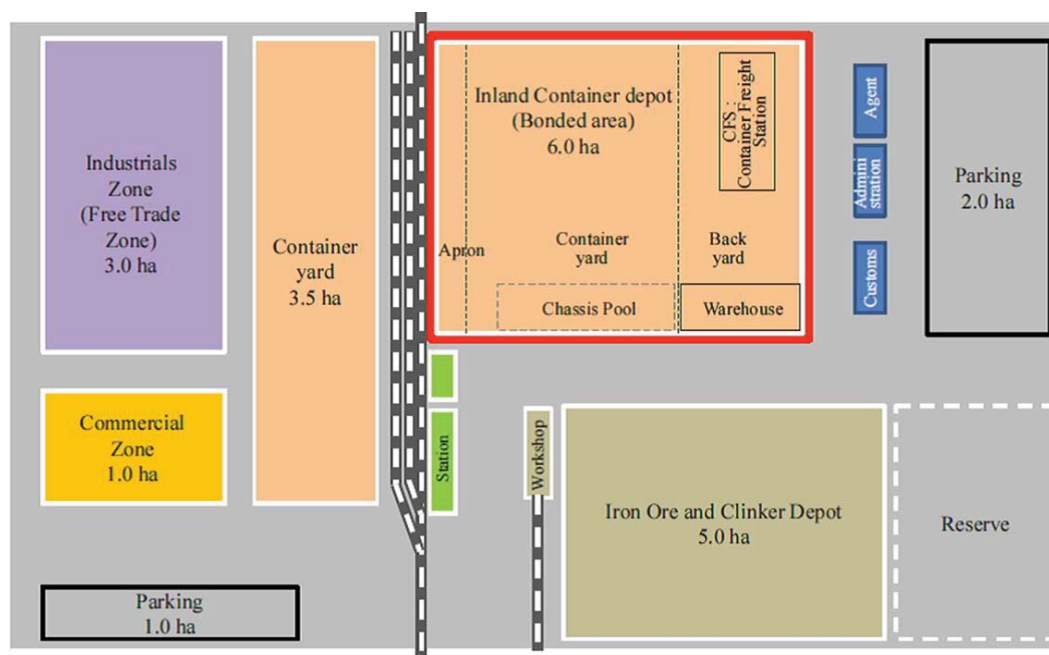 Industrials
Zone
(Free Trade
Zone)
3.0 ha
Commercial
Zone
1.0 ha
Parking
1.0 ha
Container
yard
3.5 ha
Inland Container depot
(Bonded area)
6.0 ha
CFS :
Container Freight
Station
Apron
Container
yard
Back
yard
Chassis Pool
Warehouse
Station
Workshop
Iron Ore and Clinker Depot
5.0 ha
Agent
Admini
stration
Customs
Parking
2.0 ha
Reserve